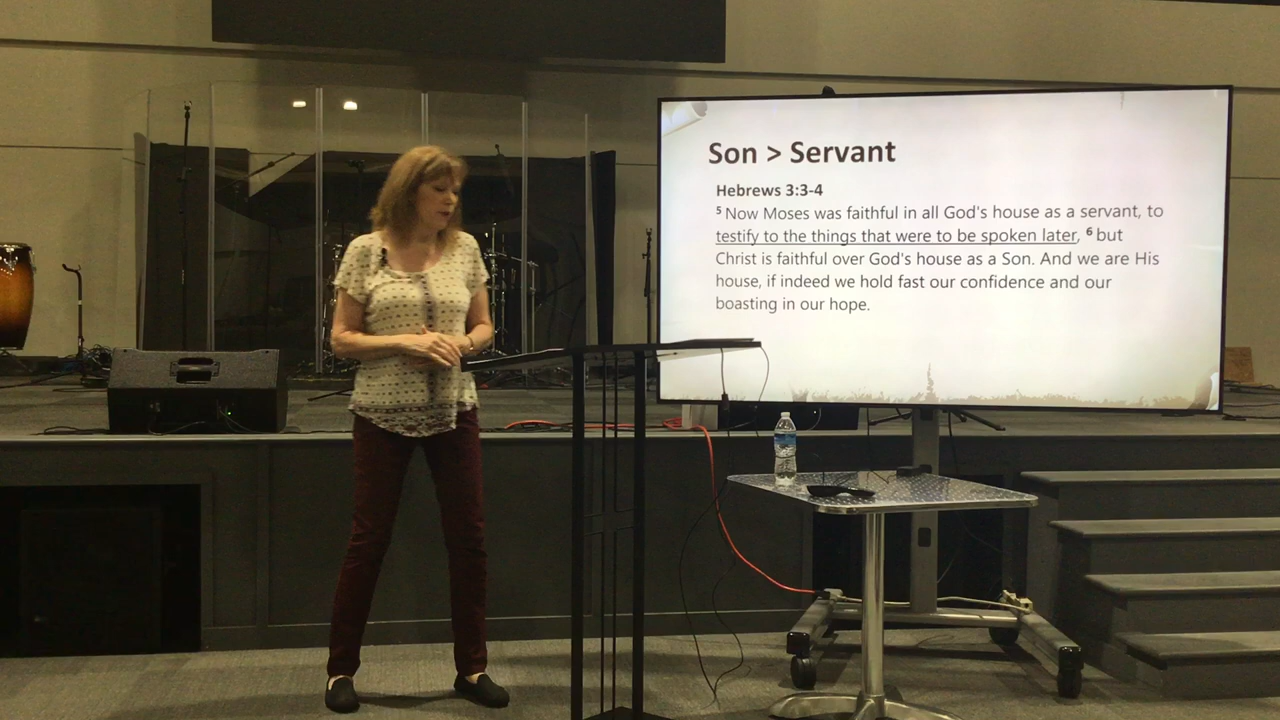 Son > Servant
Hebrews 3:3-4
5 Now Moses was faithful in all God's house as a servant, to
testify to the things that were to be spoken later, 6 but
Christ is faithful over God's house as a Son. And we are His
house, if indeed we hold fast our confidence and our
boasting in our hope.